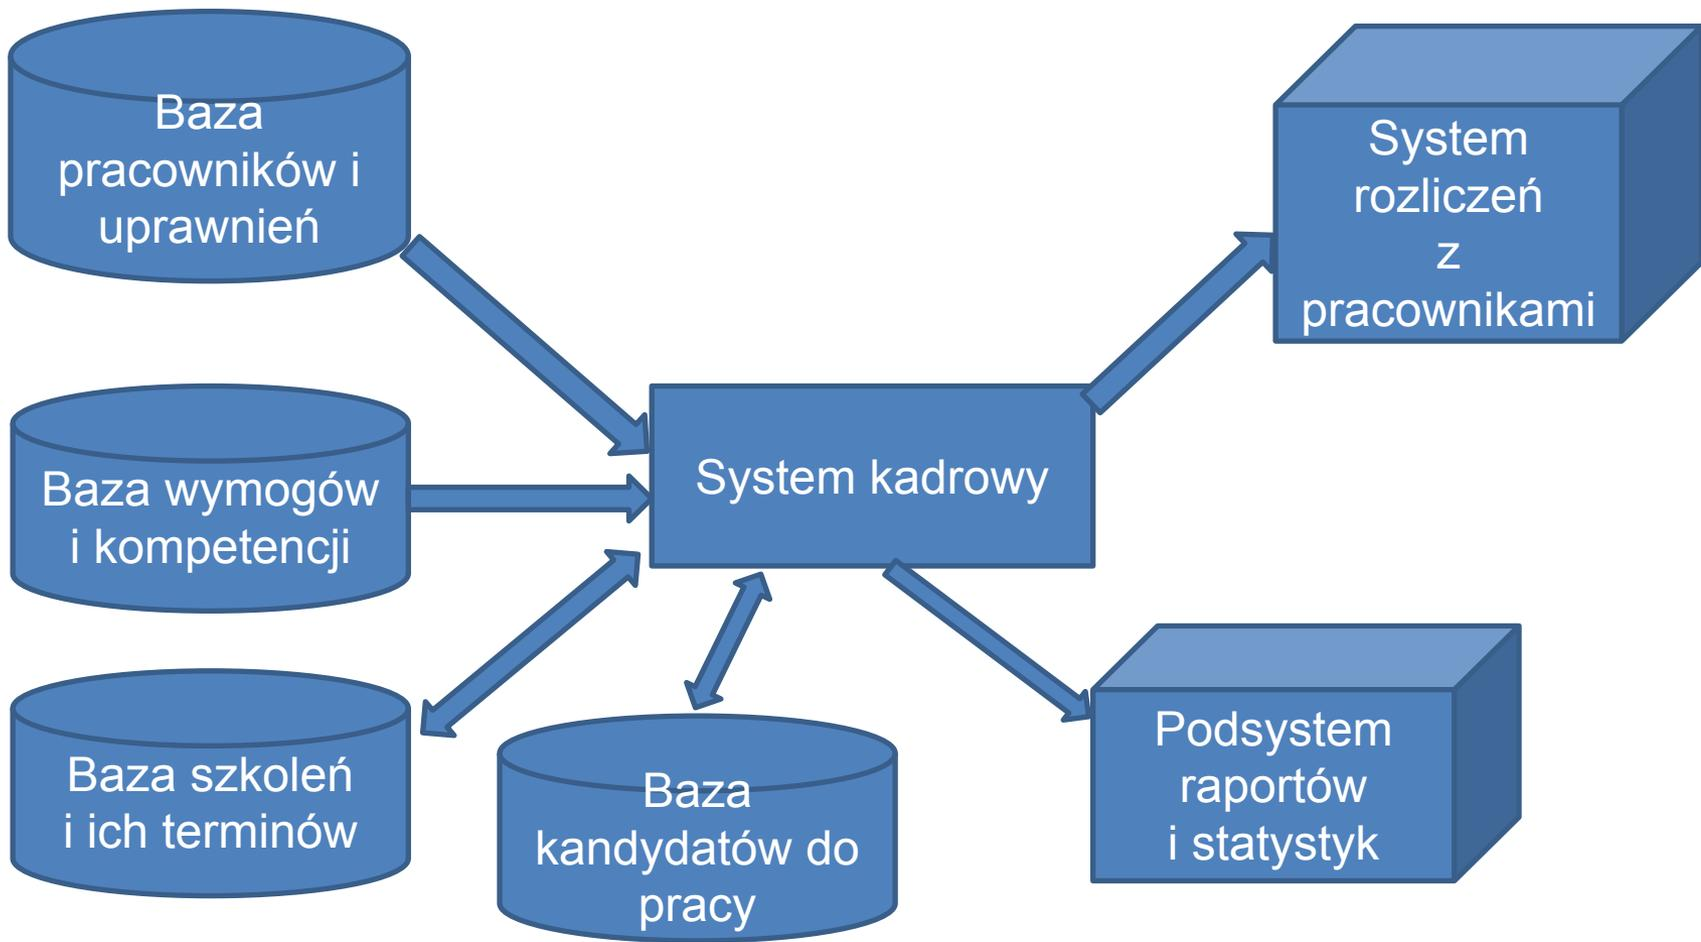 Baza
pracowników i
uprawnień
System
rozliczeń
z
pracownikami
Baza wymogów
i kompetencji
System kadrowy
Baza szkoleń
i ich terminów
Baza
kandydatów do
pracy
Podsystem
raportów
i statystyk